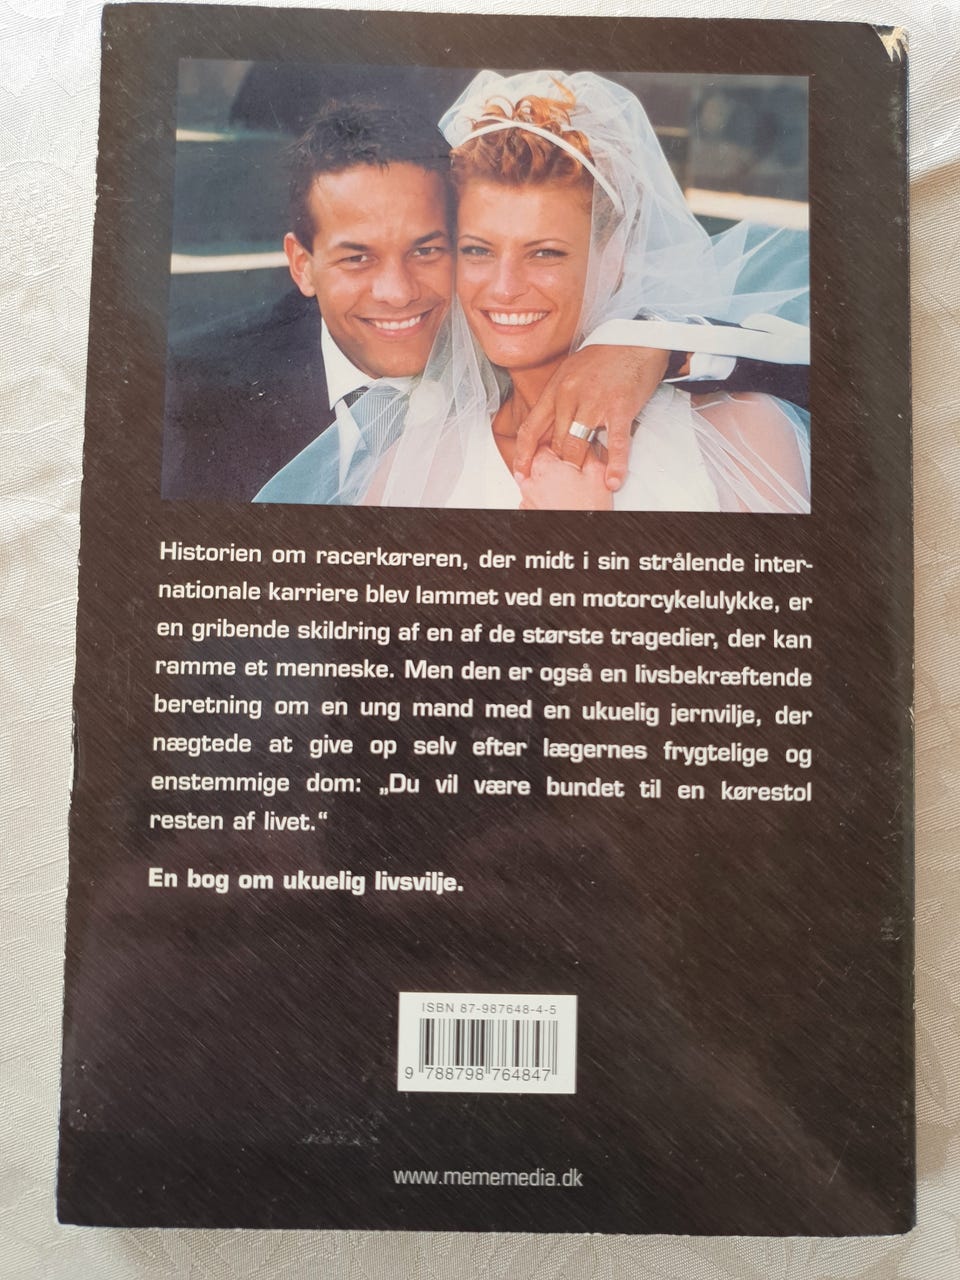 Historien om racerkøreren, der midt i sin strålende inter-
nationale karriere blev lammet ved en motorcykelulykke, er
en gribende skildring af en af de største tragedier, der kan
ramme et menneske. Men den er også en livsbekræftende
beretning om en ung mand med en ukuelig jernvilje, der
nægtede at give op selv efter lægernes frygtelige og
enstemmige dom: „Du vil være bundet til en kørestol
resten af livet.“
En bog om ukuelig livsvilje.
ISBN 87-987648-4-5
9 788798 764847
www.mememedia.dk